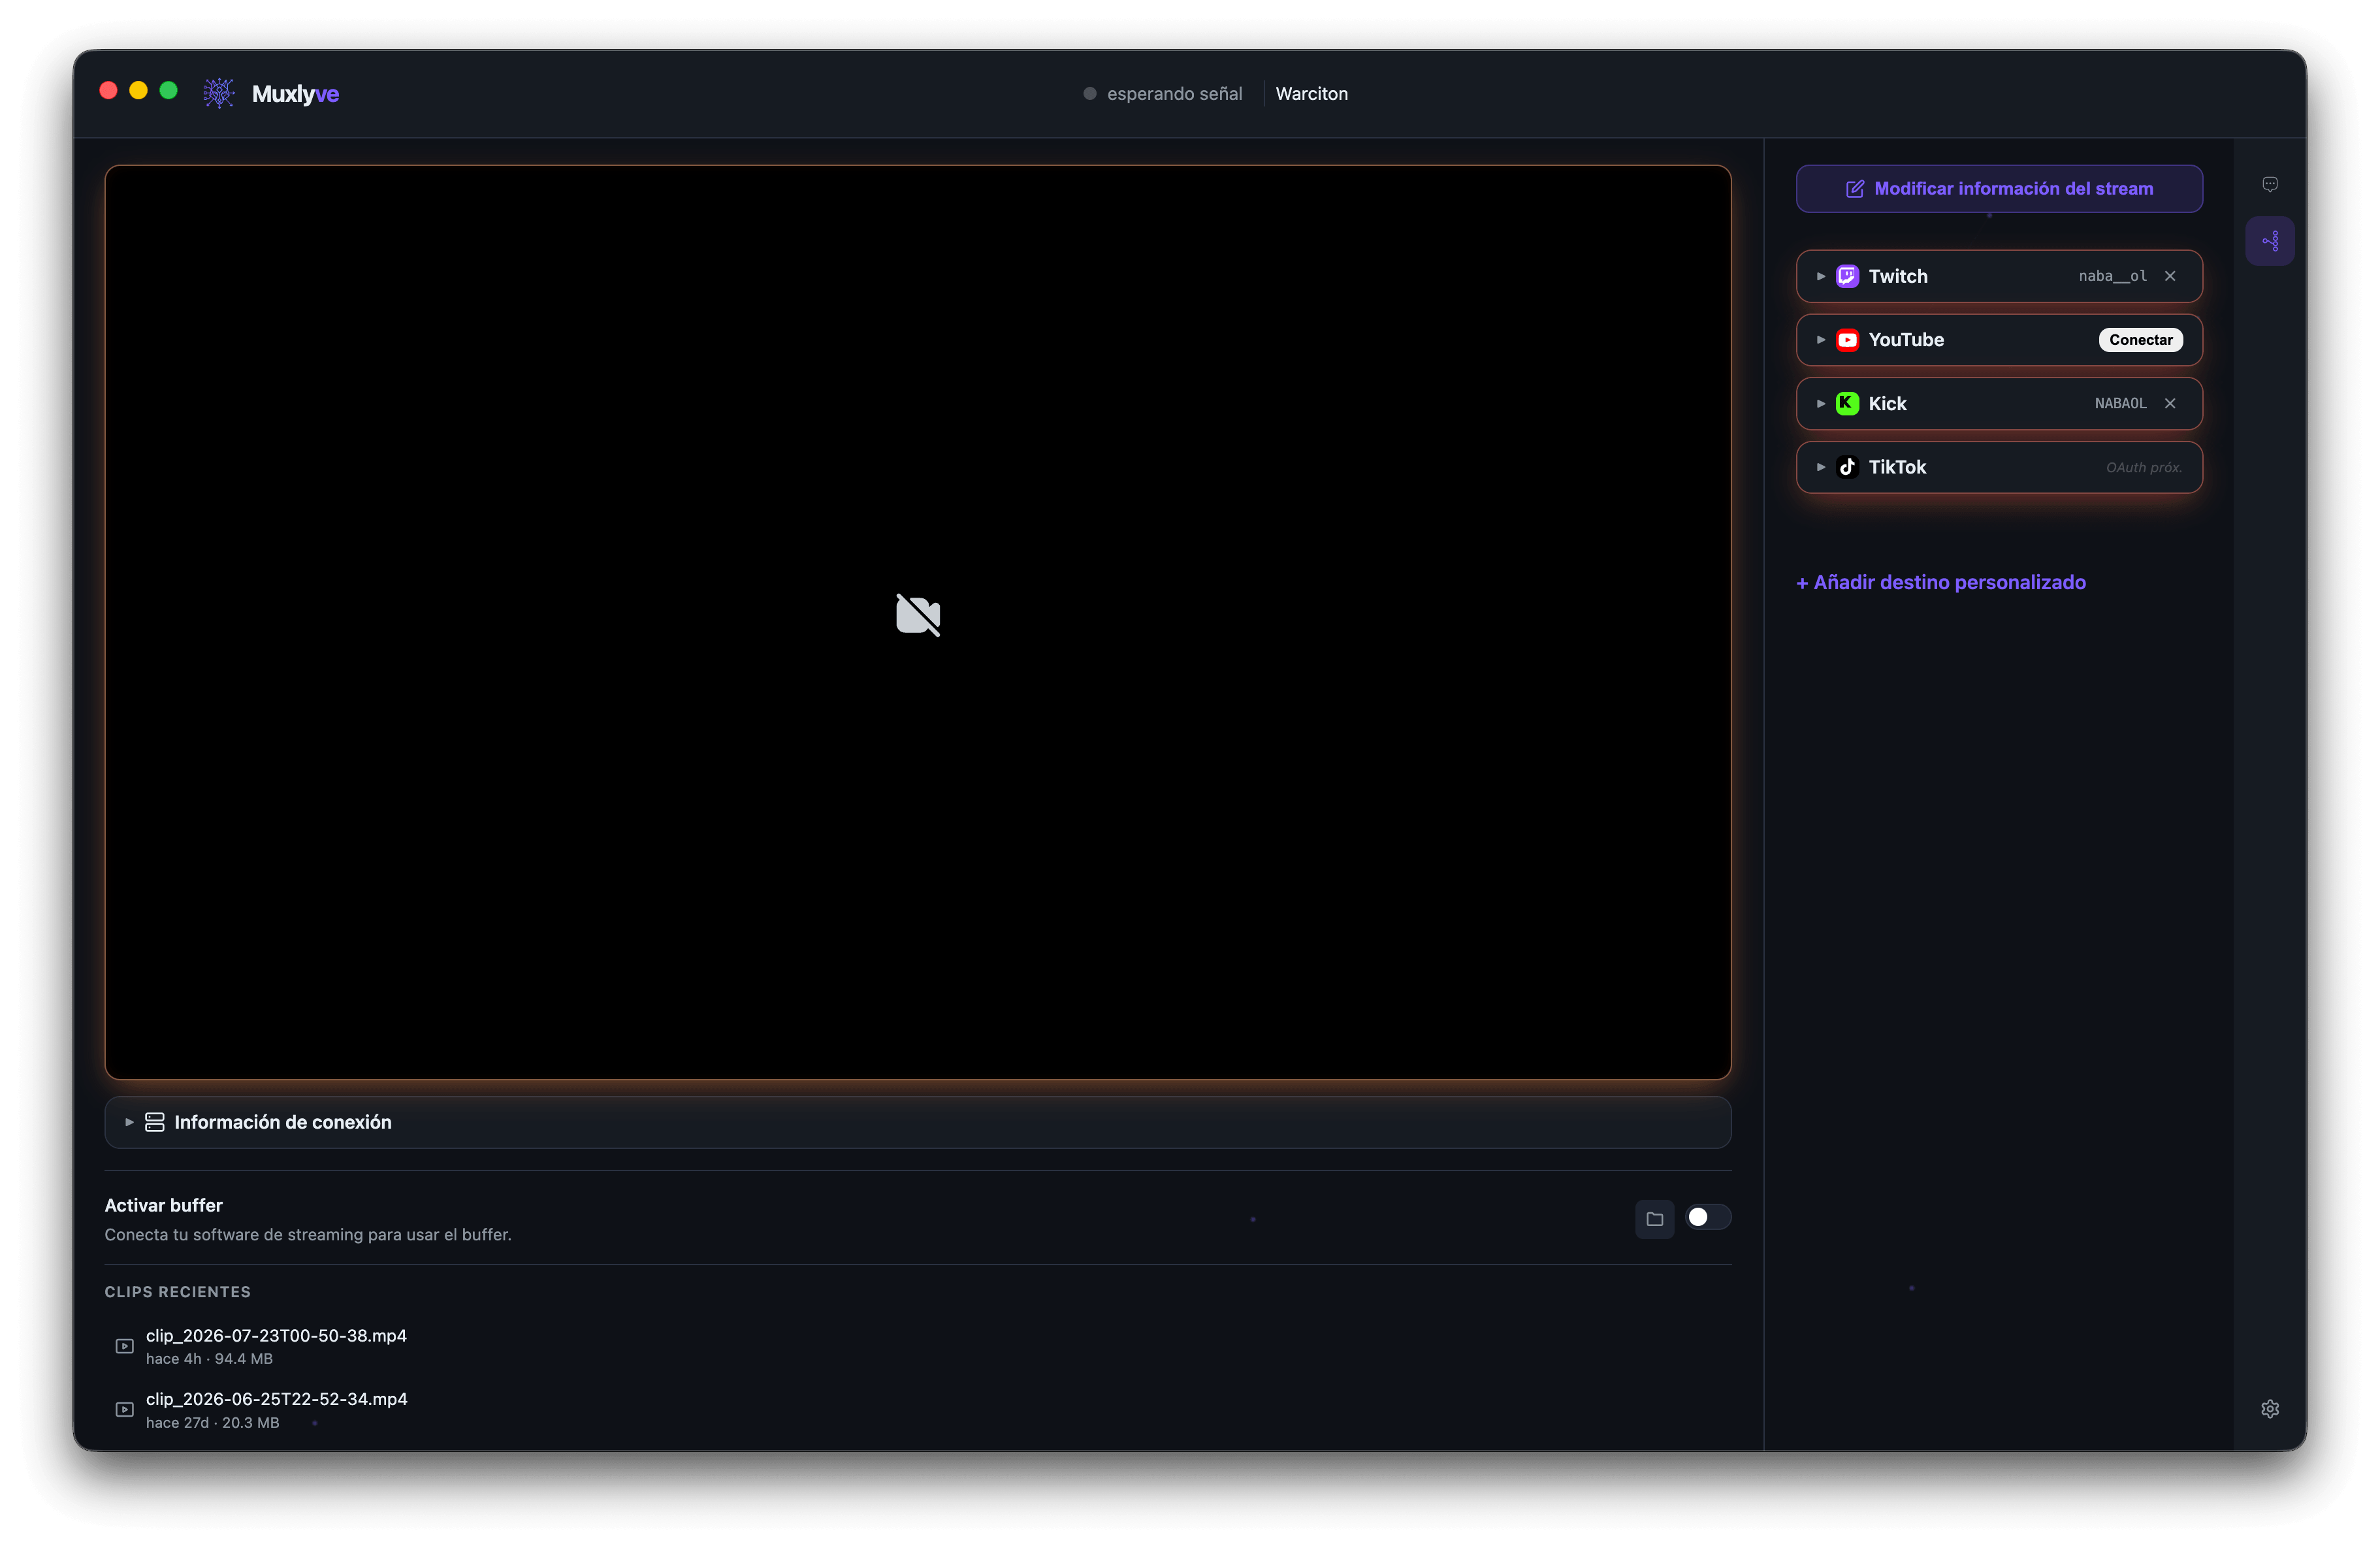 Muxlyve
esperando señal
Warciton
Modificar información del stream
Twitch
naba__ol
YouTube
Conectar
Kick
NABAOL
TikTok
OAuth próx.
+ Añadir destino personalizado
Información de conexión
Activar buffer
Conecta tu software de streaming para usar el buffer.
CLIPS RECIENTES
clip_2026-07-23T00-50-38.mp4
hace 4h · 94.4 MB
clip_2026-06-25T22-52-34.mp4
hace 27d · 20.3 MB